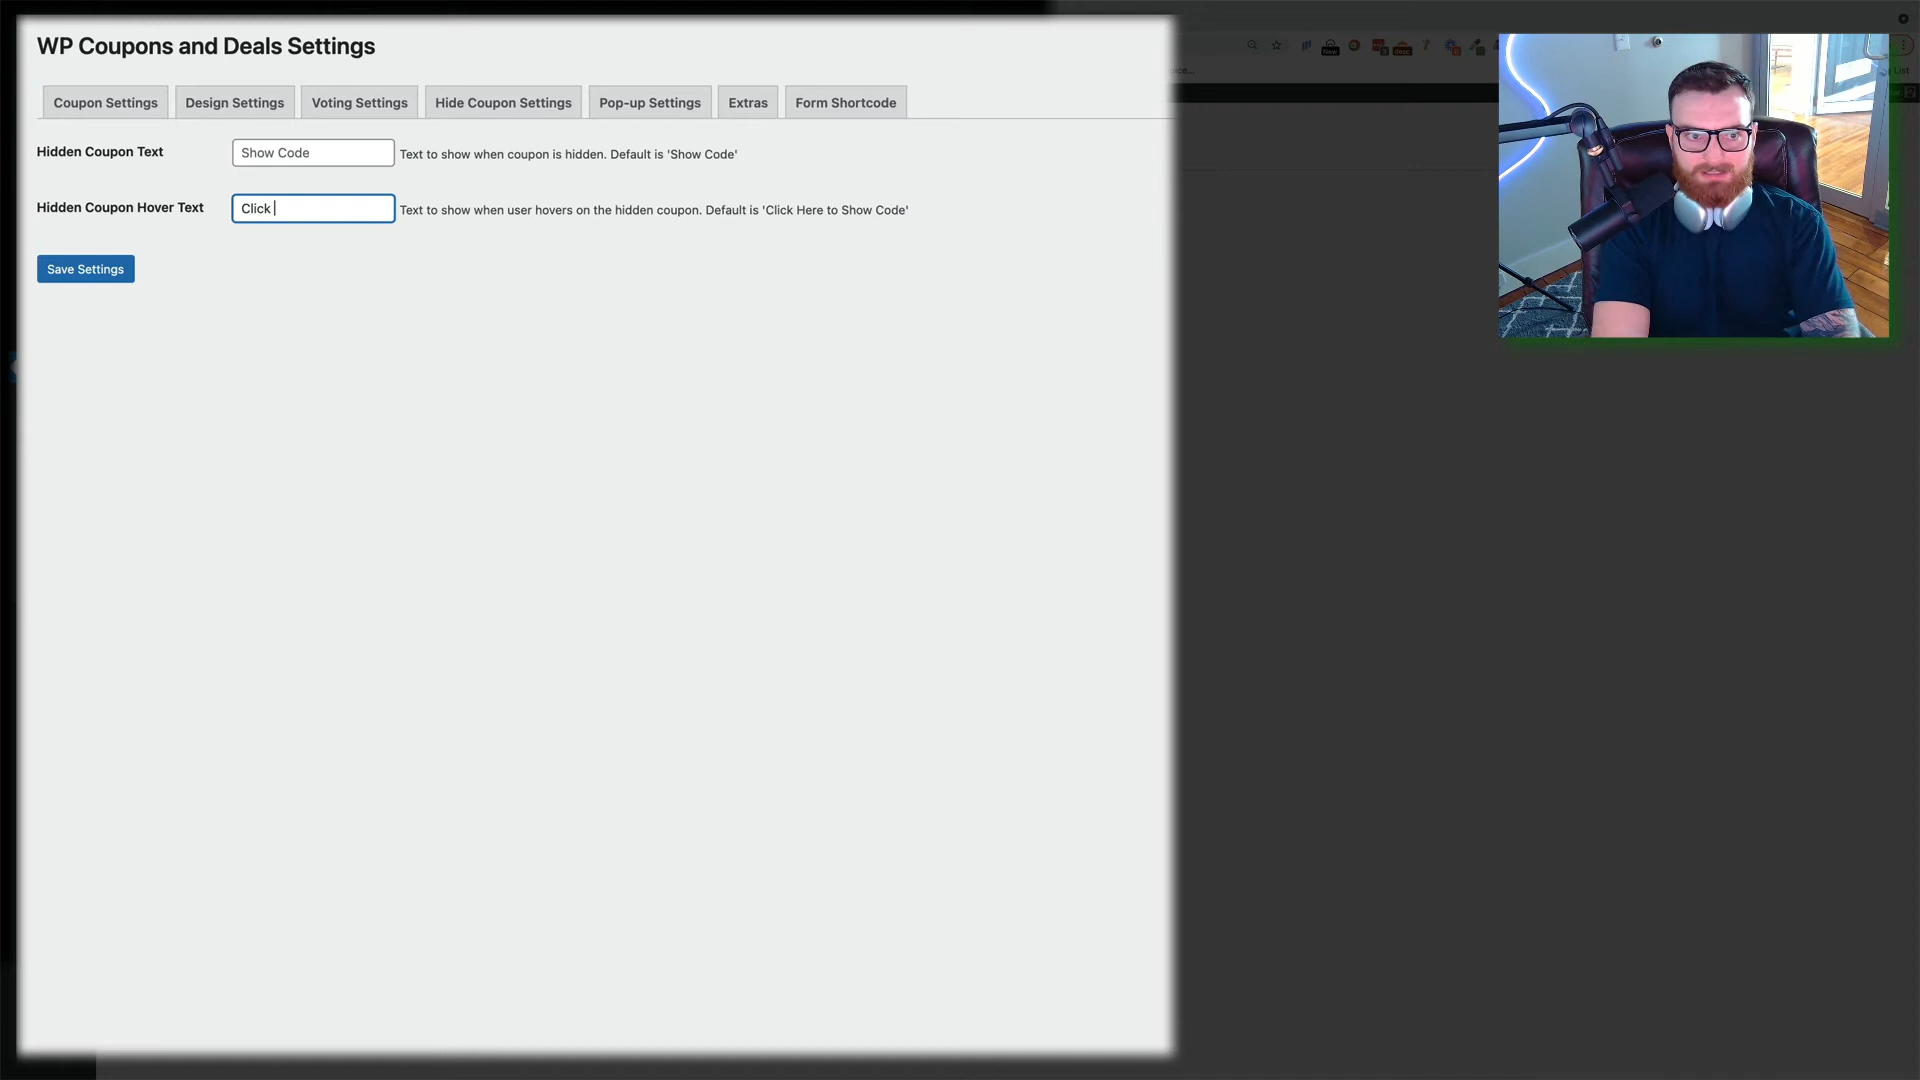 WP Coupons and Deals Settings
Coupon Settings Design Settings Voting Settings Hide Coupon Settings Pop-up Settings Extras Form Shortcode
Hidden Coupon Text Show Code Text to show when coupon is hidden. Default is 'Show Code'
Hidden Coupon Hover Text Click Text to show when user hovers on the hidden coupon. Default is 'Click Here to Show Code'
Save Settings
New
desc
List